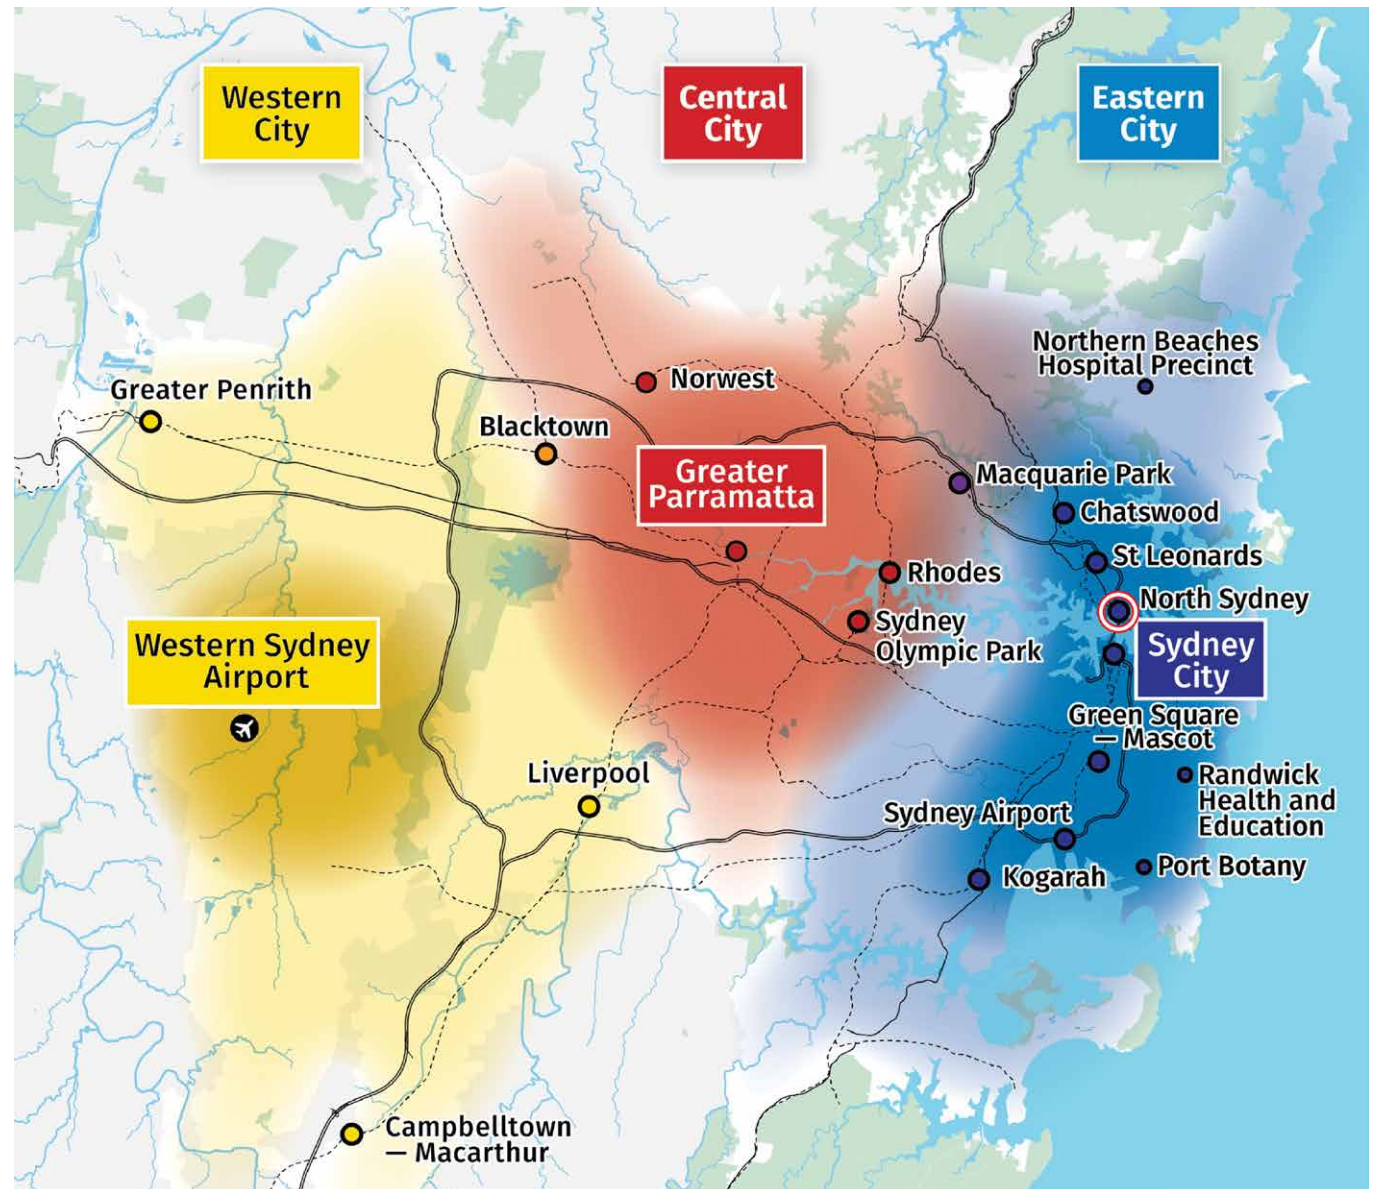 Western
City
Central
City
Eastern
City
Northern Beaches
Hospital Precinct
Greater Penrith
Norwest
Blacktown
Greater
Parramatta
Macquarie Park
Chatswood
St Leonards
Rhodes
North Sydney
Sydney
Olympic Park
Sydney
City
Western Sydney
Airport
Green Square
— Mascot
Liverpool
Randwick
Health and
Education
Sydney Airport
Kogarah
Port Botany
Campbelltown
— Macarthur